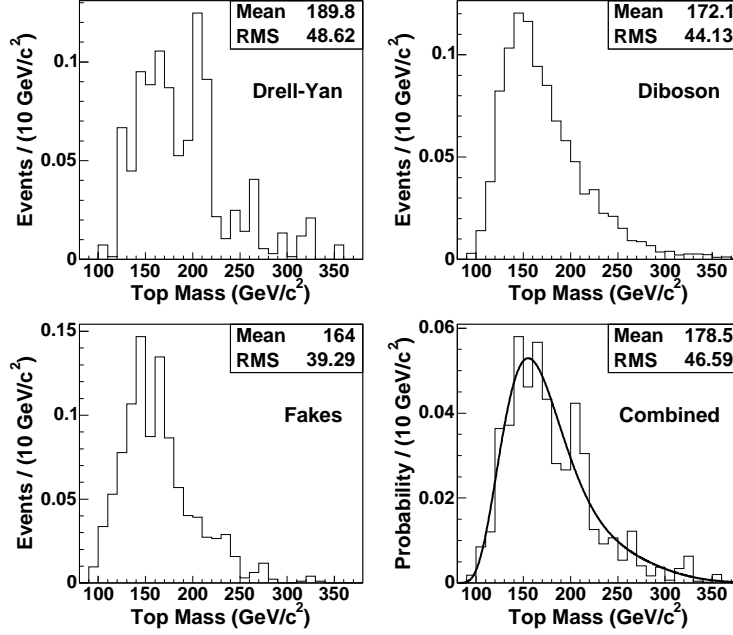 Mean 189.8
RMS 48.62
Drell-Yan
Events / (10 GeV/c²)
0.1
0.05
0
100 150 200 250 300 350
Top Mass (GeV/c²)
Mean 172.1
RMS 44.13
Diboson
Events / (10 GeV/c²)
0.1
0.05
0
100 150 200 250 300 350
Top Mass (GeV/c²)
Mean 164
RMS 39.29
Fakes
Events / (10 GeV/c²)
0.15
0.1
0.05
0
100 150 200 250 300 350
Top Mass (GeV/c²)
Mean 178.5
RMS 46.59
Combined
Probability / (10 GeV/c²)
0.06
0.04
0.02
0
100 150 200 250 300 350
Top Mass (GeV/c²)